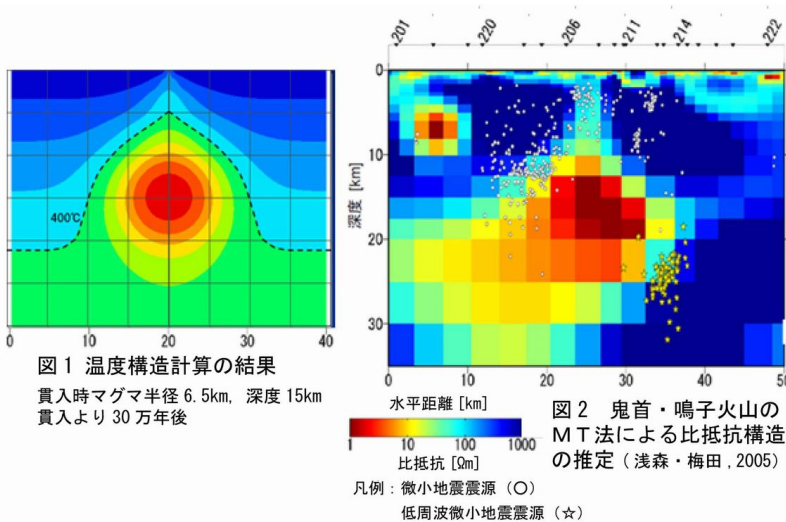 201 220 206 211 214 222
400℃
0 10 20 30 40
図1 温度構造計算の結果
貫入時マグマ半径 6.5km, 深度 15km
貫入より 30 万年後
0
10
20
30
深度 [km]
0 10 20 30 40 50
水平距離 [km]
1 10 100 1000
比抵抗 [Ωm]
凡例:微小地震震源(○)
低周波微小地震震源(☆)
図2 鬼首・鳴子火山の
MT法による比抵抗構造
の推定(浅森・梅田, 2005)